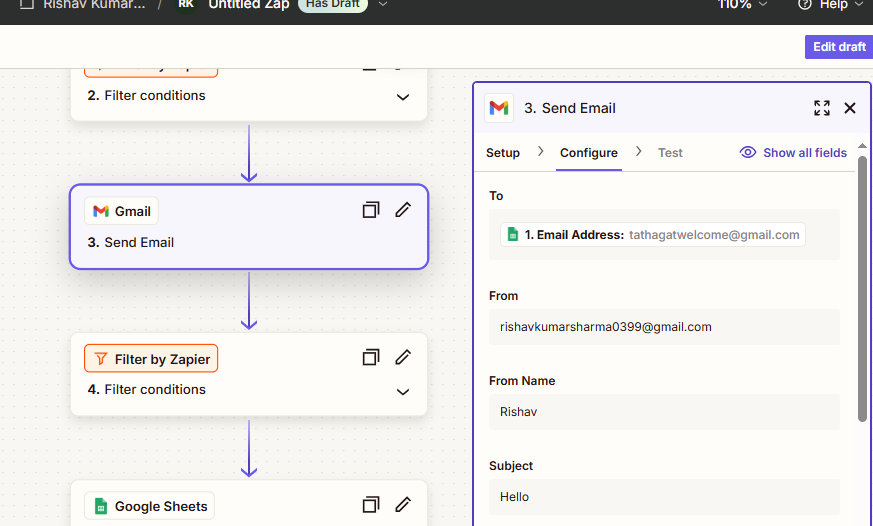 Rishav Kumar... / RK Untitled Zap Has Draft
110% Help
Edit draft
2. Filter conditions
Gmail
3. Send Email
Filter by Zapier
4. Filter conditions
Google Sheets
3. Send Email
Setup Configure Test Show all fields
To
1. Email Address: tathagatwelcome@gmail.com
From
rishavkumarsharma0399@gmail.com
From Name
Rishav
Subject
Hello